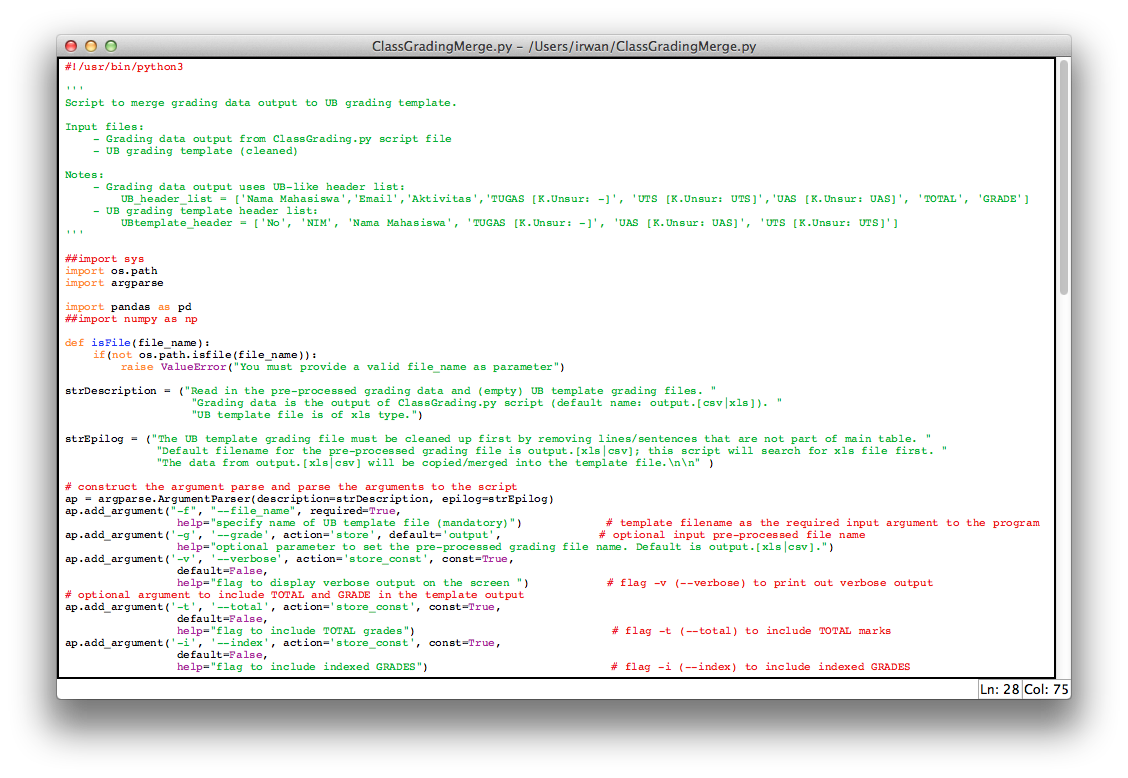 ClassGradingMerge.py - /Users/irwan/ClassGradingMerge.py
#!/usr/bin/python3
'''
Script to merge grading data output to UB grading template.
Input files:
- Grading data output from ClassGrading.py script file
- UB grading template (cleaned)
Notes:
- Grading data output uses UB-like header list:
UB_header_list = ['Nama Mahasiswa','Email','Aktivitas','TUGAS [K.Unsur: -]', 'UTS [K.Unsur: UTS]','UAS [K.Unsur: UAS]', 'TOTAL', 'GRADE']
- UB grading template header list:
UBtemplate_header = ['No', 'NIM', 'Nama Mahasiswa', 'TUGAS [K.Unsur: -]', 'UAS [K.Unsur: UAS]', 'UTS [K.Unsur: UTS]']
'''
##import sys
import os.path
import argparse
import pandas as pd
##import numpy as np
def isFile(file_name):
if(not os.path.isfile(file_name)):
raise ValueError("You must provide a valid file_name as parameter")
strDescription = ("Read in the pre-processed grading data and (empty) UB template grading files. "
"Grading data is the output of ClassGrading.py script (default name: output.[csv|xls]). "
"UB template file is of xls type.")
strEpilog = ("The UB template grading file must be cleaned up first by removing lines/sentences that are not part of main table. "
"Default filename for the pre-processed grading file is output.[xls|csv]; this script will search for xls file first. "
"The data from output.[xls|csv] will be copied/merged into the template file.\n\n" )
# construct the argument parse and parse the arguments to the script
ap = argparse.ArgumentParser(description=strDescription, epilog=strEpilog)
ap.add_argument("-f", "--file_name", required=True,
help="specify name of UB template file (mandatory)") # template filename as the required input argument to the program
ap.add_argument('-g', '--grade', action='store', default='output', # optional input pre-processed file name
help="optional parameter to set the pre-processed grading file name. Default is output.[xls|csv].")
ap.add_argument('-v', '--verbose', action='store_const', const=True,
default=False,
help="flag to display verbose output on the screen ") # flag -v (--verbose) to print out verbose output
# optional argument to include TOTAL and GRADE in the template output
ap.add_argument('-t', '--total', action='store_const', const=True,
default=False,
help="flag to include TOTAL grades") # flag -t (--total) to include TOTAL marks
ap.add_argument('-i', '--index', action='store_const', const=True,
default=False,
help="flag to include indexed GRADES") # flag -i (--index) to include indexed GRADES
Ln: 28 Col: 75